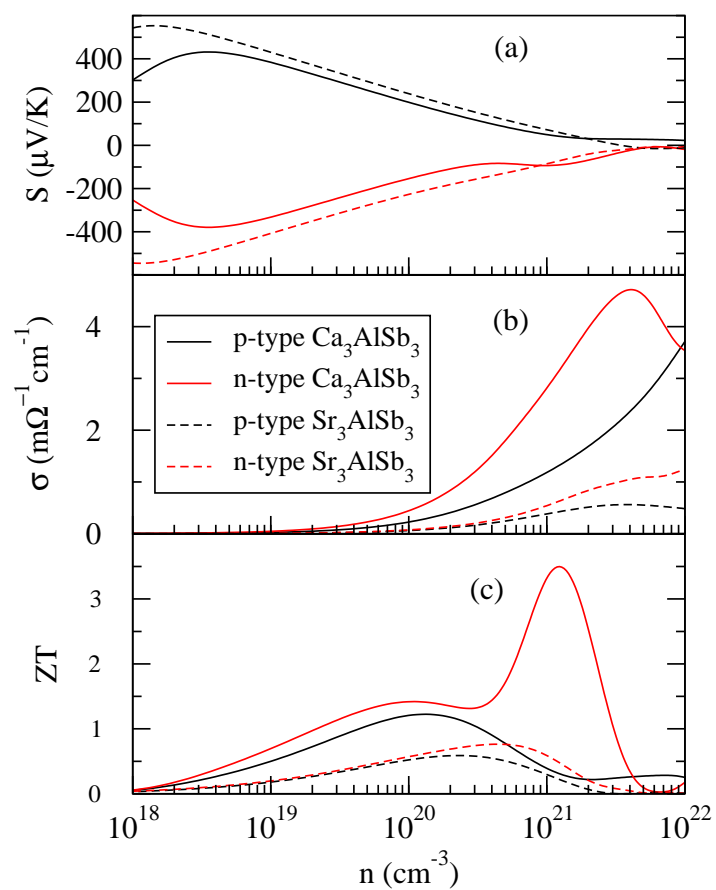 (a)
400
200
0
-200
-400
S (μV/K)
(b)
4
2
0
σ (mΩ⁻¹cm⁻¹)
p-type Ca₃AlSb₃
n-type Ca₃AlSb₃
p-type Sr₃AlSb₃
n-type Sr₃AlSb₃
(c)
3
2
1
0
ZT
10¹⁸ 10¹⁹ 10²⁰ 10²¹ 10²²
n (cm⁻³)